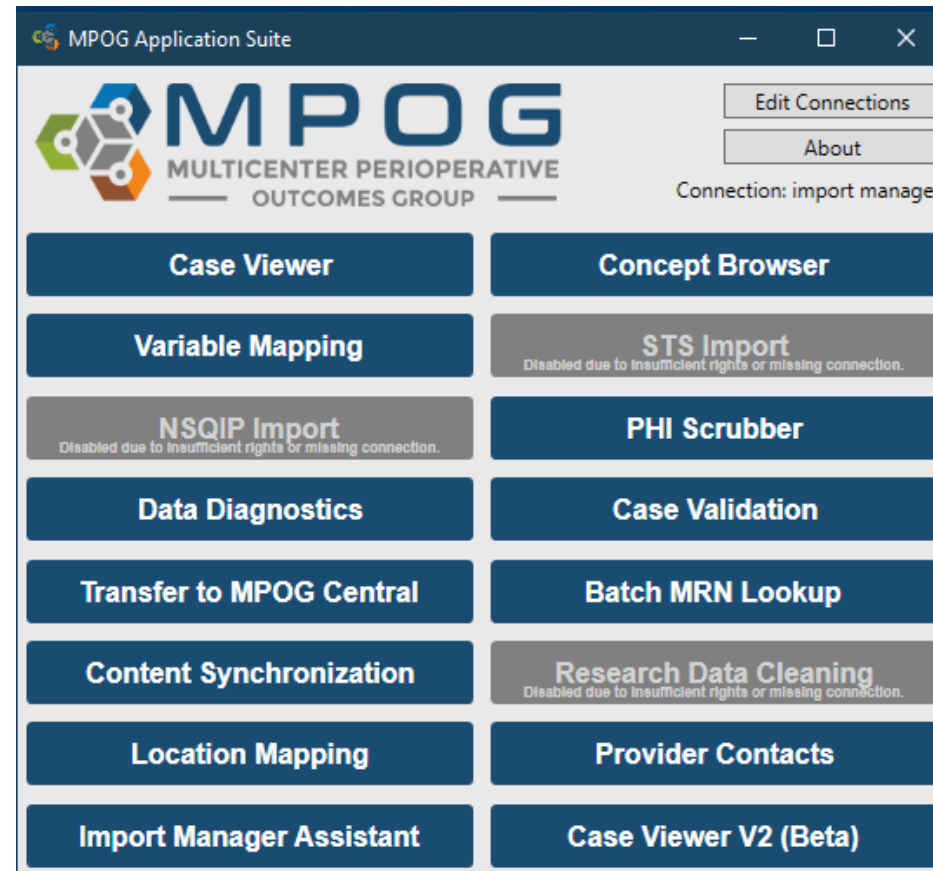 MPOG Application Suite
MPOG
MULTICENTER PERIOPERATIVE
OUTCOMES GROUP
Edit Connections
About
Connection: import manage
Case Viewer
Concept Browser
Variable Mapping
STS Import
Disabled due to insufficient rights or missing connection.
NSQIP Import
Disabled due to insufficient rights or missing connection.
PHI Scrubber
Data Diagnostics
Case Validation
Transfer to MPOG Central
Batch MRN Lookup
Content Synchronization
Research Data Cleaning
Disabled due to insufficient rights or missing connection.
Location Mapping
Provider Contacts
Import Manager Assistant
Case Viewer V2 (Beta)